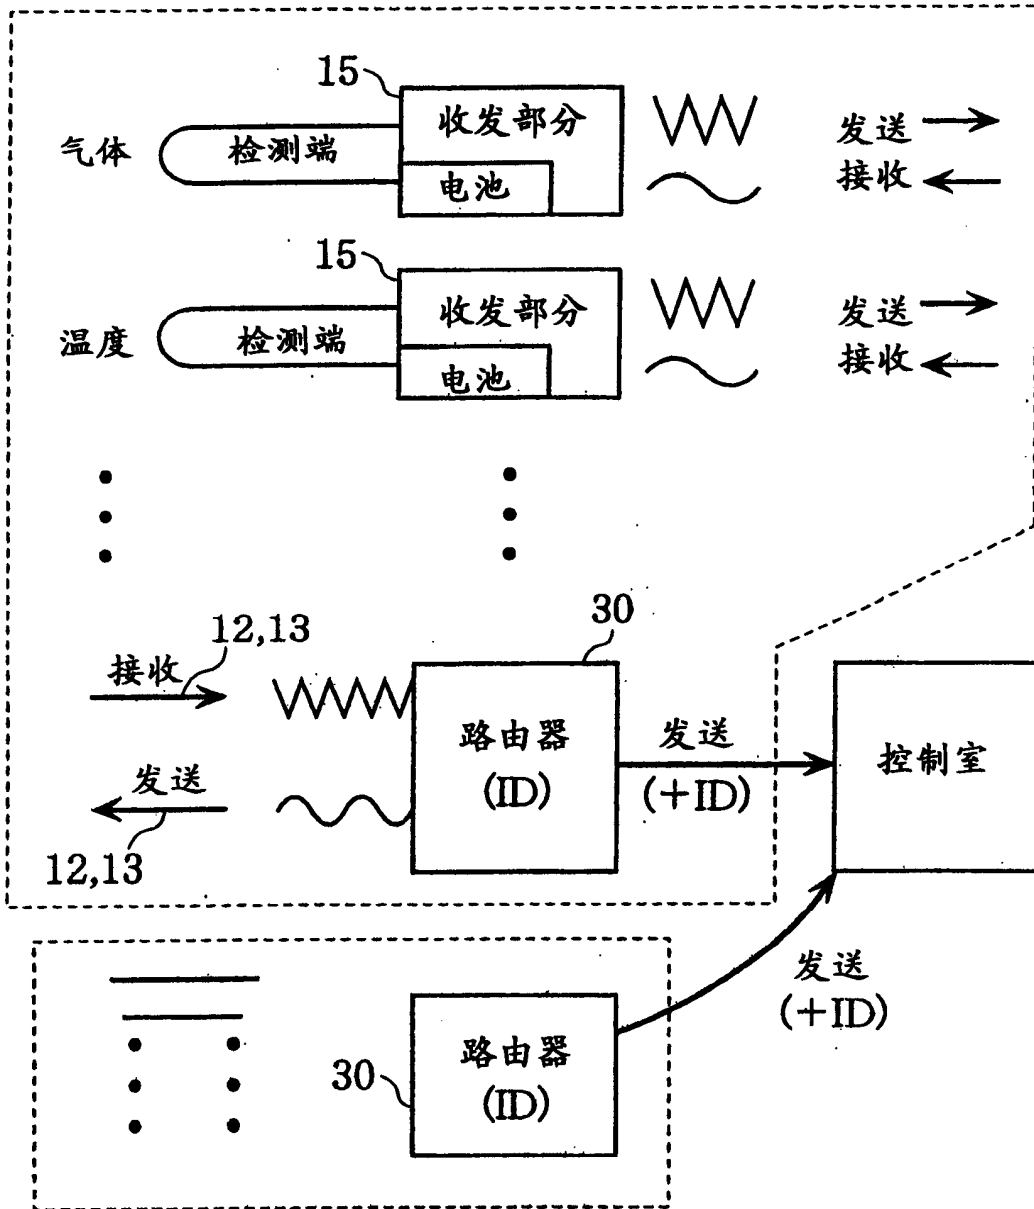 15
收发部分
气体
检测端
电池
发送
接收
15
收发部分
温度
检测端
电池
发送
接收
12,13
接收
30
路由器
(ID)
发送
(+ID)
控制室
发送
12,13
发送
(+ID)
30
路由器
(ID)